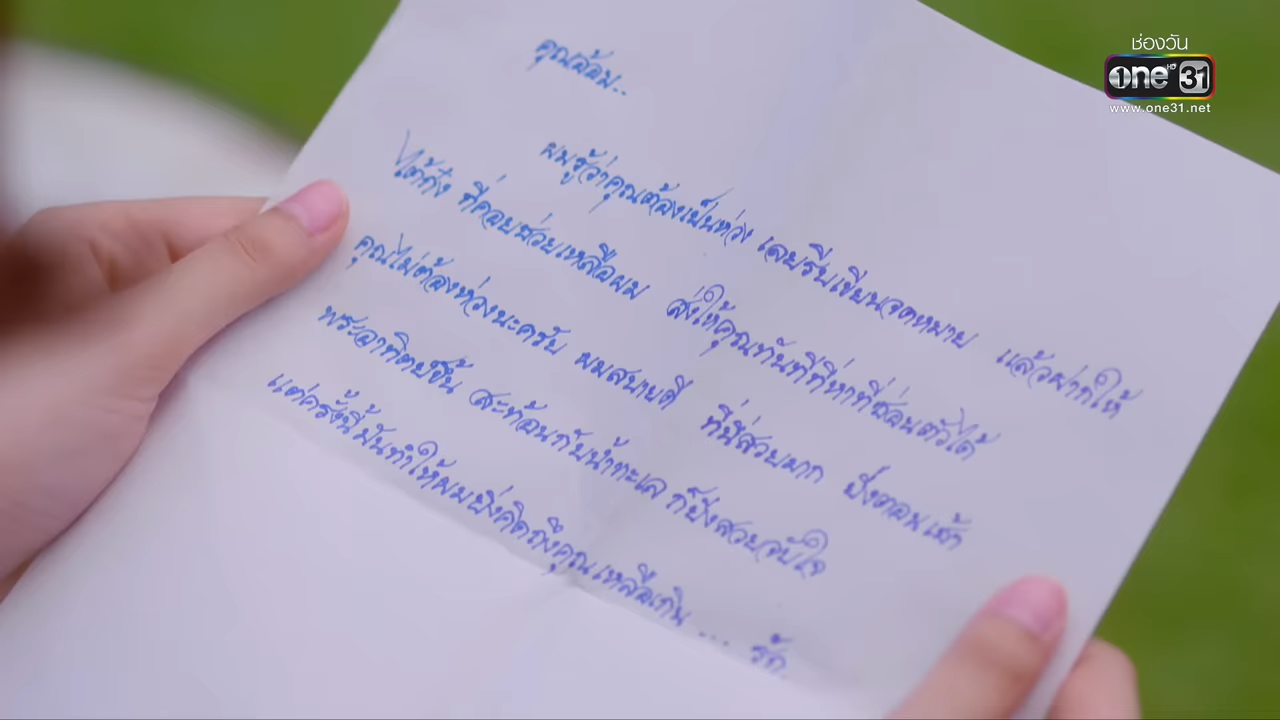 ช่องวัน
one HD 31
www.one31.net
คุณอ้อม..
ผมรู้ว่าคุณต้องเป็นห่วง เลยรีบเขียนจดหมาย แล้วฝากให้
ไต้ก๋ง ที่คอยช่วยเหลือผม ส่งให้คุณทันทีที่หาที่ซ่อนตัวได้
คุณไม่ต้องห่วงนะครับ ผมสบายดี ที่นี่สวยมาก ยิ่งตอนเช้า
พระอาทิตย์ขึ้น สะท้อนกับน้ำทะเล ก็ยิ่งสวยจับใจ
แต่ครั้งนี้มันทำให้ผมยิ่งคิดถึงคุณเหลือเกิน ... รัก